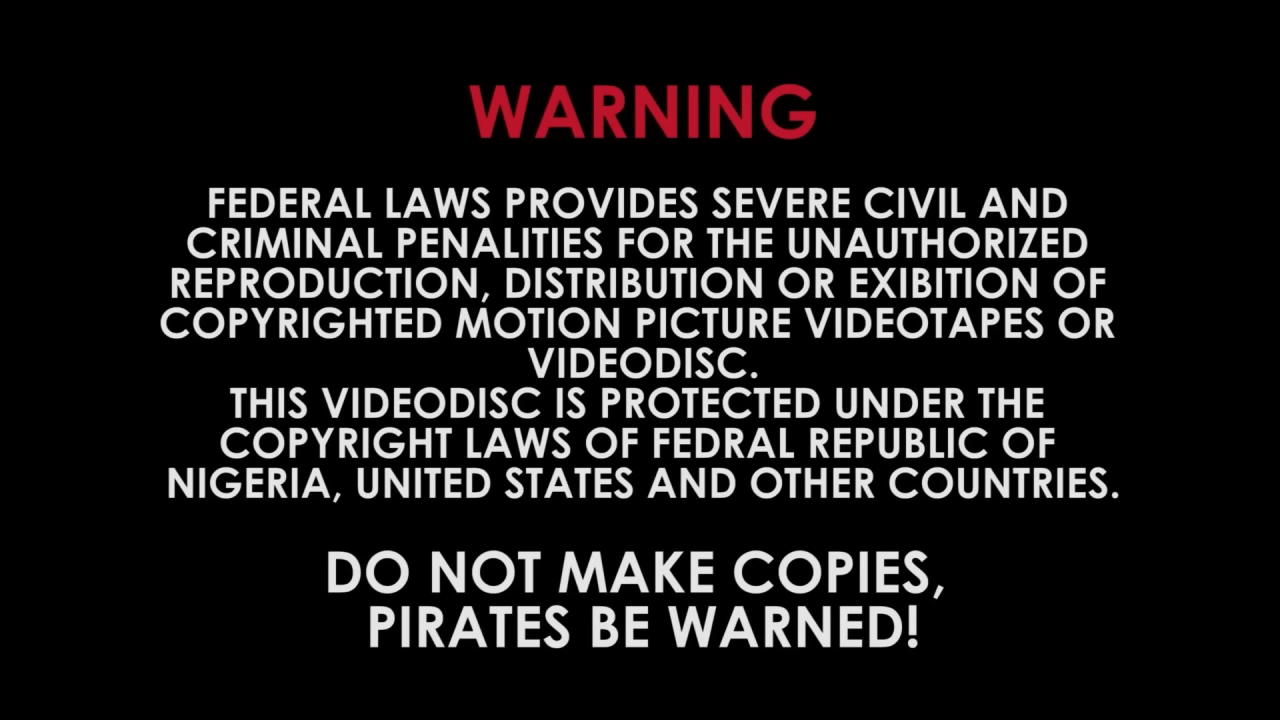 WARNING
FEDERAL LAWS PROVIDES SEVERE CIVIL AND
CRIMINAL PENALITIES FOR THE UNAUTHORIZED
REPRODUCTION, DISTRIBUTION OR EXIBITION OF
COPYRIGHTED MOTION PICTURE VIDEOTAPES OR
VIDEODISC.
THIS VIDEODISC IS PROTECTED UNDER THE
COPYRIGHT LAWS OF FEDRAL REPUBLIC OF
NIGERIA, UNITED STATES AND OTHER COUNTRIES.
DO NOT MAKE COPIES,
PIRATES BE WARNED!